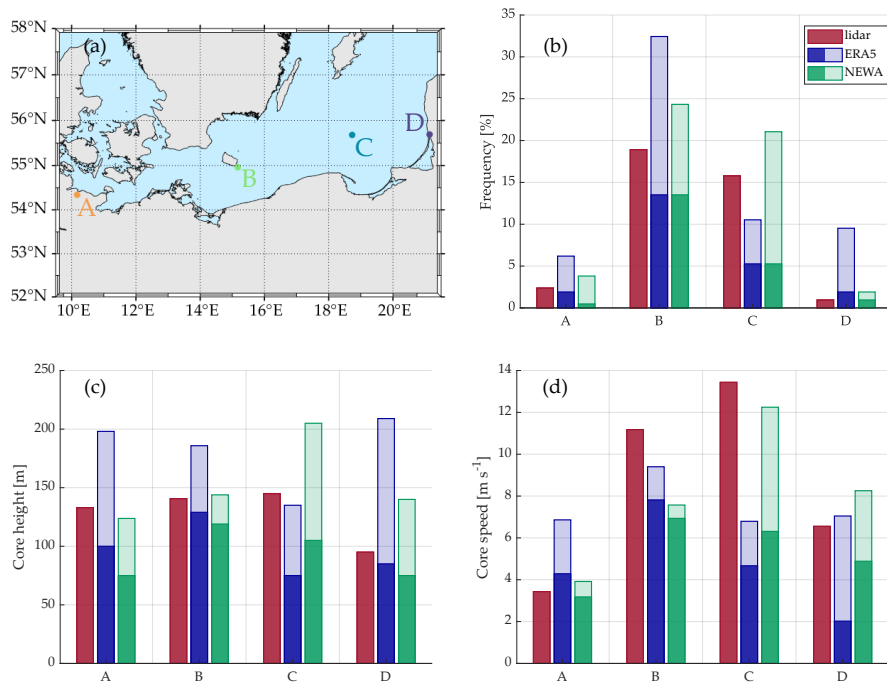 58°N
57°N
56°N
55°N
54°N
53°N
52°N
10°E
12°E
14°E
16°E
18°E
20°E
(a)
A
B
C
D
(b)
Frequency [%]
35
30
25
20
15
10
5
0
A
B
C
D
lidar
ERA5
NEWA
(c)
Core height [m]
250
200
150
100
50
0
A
B
C
D
(d)
Core speed [m s⁻¹]
14
12
10
8
6
4
2
0
A
B
C
D